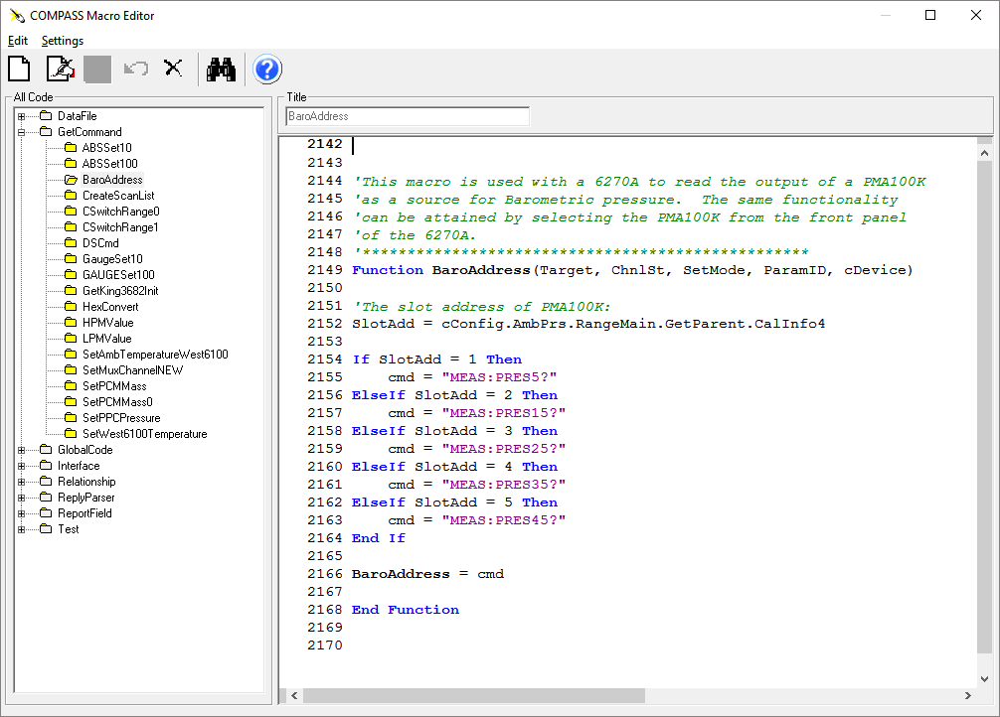 COMPASS Macro Editor
Edit Settings
All Code
DataFile
GetCommand
ABSSet10
ABSSet100
BaroAddress
CreateScanList
CSwitchRange0
CSwitchRange1
DSCmd
GaugeSet10
GAUGESet100
GetKing3682Init
HexConvert
HPMValue
LPMValue
SetAmbTemperatureWest6100
SetMuxChannelNEW
SetPCMMass
SetPCMMass0
SetPPCPressure
SetWest6100Temperature
GlobalCode
Interface
Relationship
ReplyParser
ReportField
Test
Title
BaroAddress
2142
2143
2144 'This macro is used with a 6270A to read the output of a PMA100K
2145 'as a source for Barometric pressure.  The same functionality
2146 'can be attained by selecting the PMA100K from the front panel
2147 'of the 6270A.
2148 '**************************************************
2149 Function BaroAddress(Target, ChnlSt, SetMode, ParamID, cDevice)
2150
2151 'The slot address of PMA100K:
2152 SlotAdd = cConfig.AmbPrs.RangeMain.GetParent.CalInfo4
2153
2154 If SlotAdd = 1 Then
2155     cmd = "MEAS:PRES5?"
2156 ElseIf SlotAdd = 2 Then
2157     cmd = "MEAS:PRES15?"
2158 ElseIf SlotAdd = 3 Then
2159     cmd = "MEAS:PRES25?"
2160 ElseIf SlotAdd = 4 Then
2161     cmd = "MEAS:PRES35?"
2162 ElseIf SlotAdd = 5 Then
2163     cmd = "MEAS:PRES45?"
2164 End If
2165
2166 BaroAddress = cmd
2167
2168 End Function
2169
2170